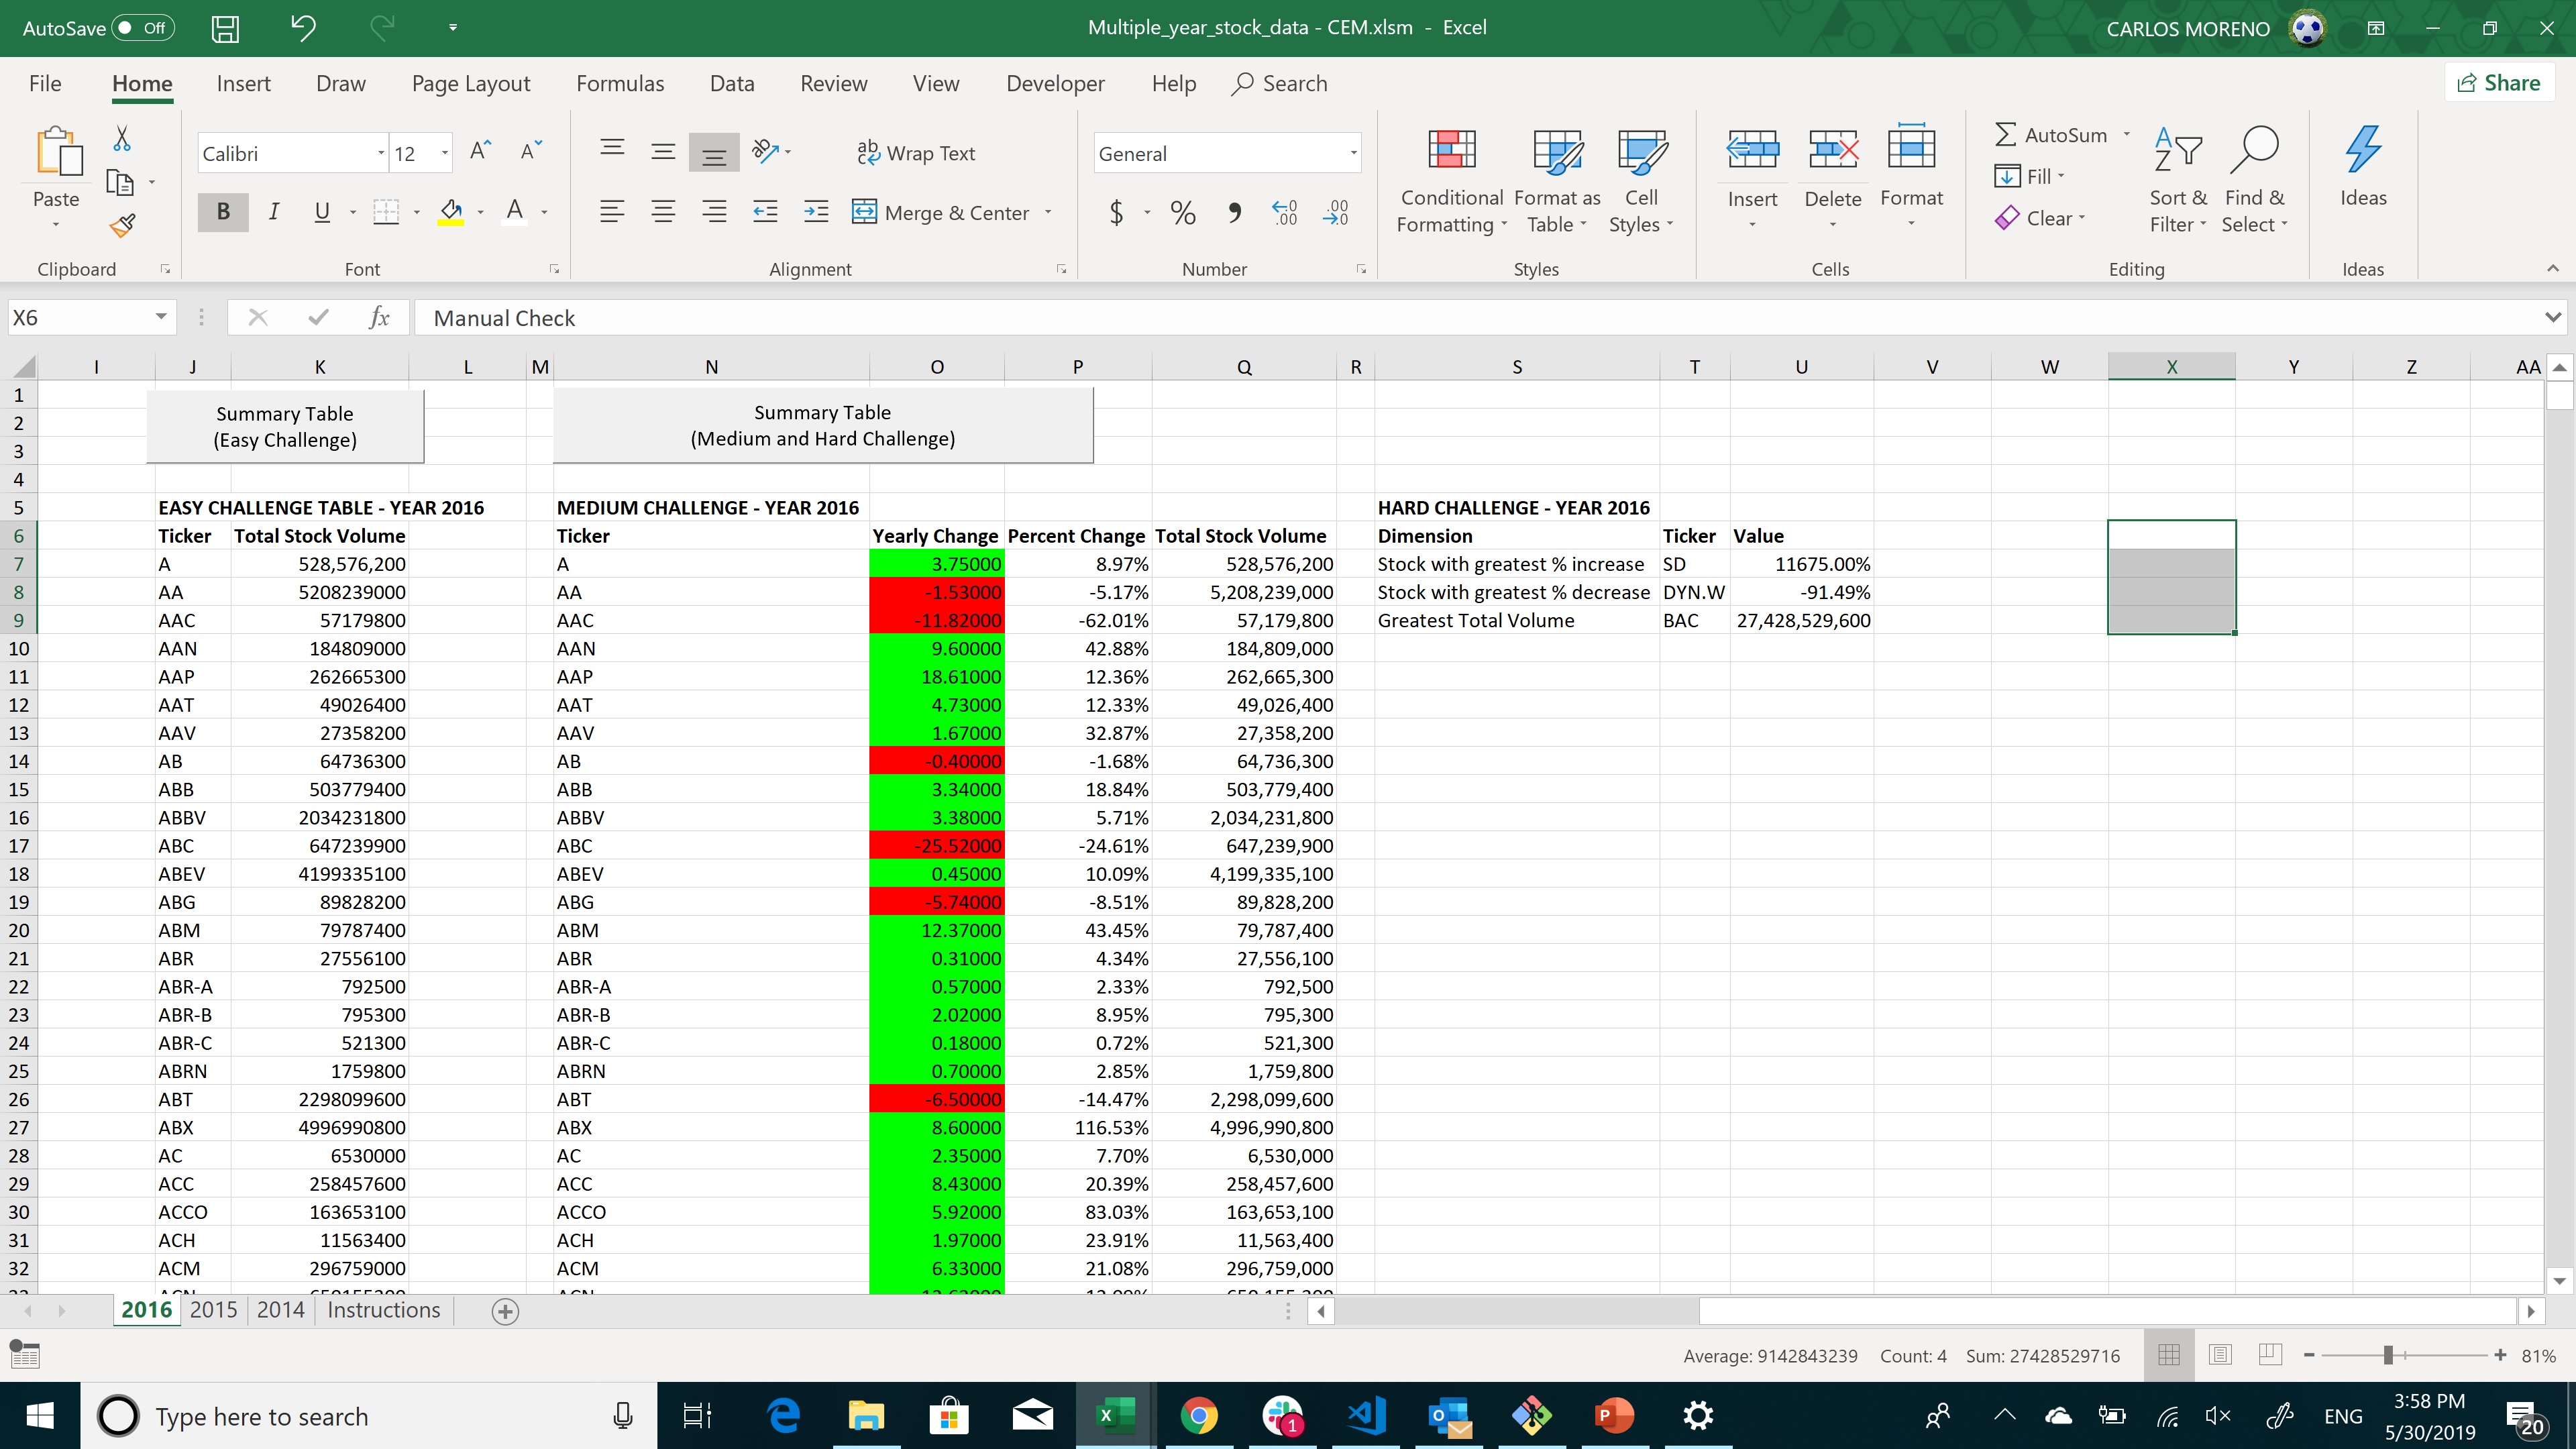 AutoSave Off
Multiple_year_stock_data - CEM.xlsm - Excel
CARLOS MORENO
File Home Insert Draw Page Layout Formulas Data Review View Developer Help Search Share
Paste
Clipboard
Calibri 12
B I U A
Font
Wrap Text
Merge & Center
Alignment
General
$ % ,
Number
Conditional Formatting
Format as Table
Cell Styles
Styles
Insert Delete Format
Cells
AutoSum
Fill
Clear
Sort & Filter
Find & Select
Editing
Ideas
Ideas
X6 fx Manual Check
I J K L M N O P Q R S T U V W X Y Z AA
1
2
3
4
Summary Table
(Easy Challenge)
Summary Table
(Medium and Hard Challenge)
5 EASY CHALLENGE TABLE - YEAR 2016 MEDIUM CHALLENGE - YEAR 2016 HARD CHALLENGE - YEAR 2016
6 Ticker Total Stock Volume Ticker Yearly Change Percent Change Total Stock Volume Dimension Ticker Value
7 A 528,576,200 A 3.75000 8.97% 528,576,200 Stock with greatest % increase SD 11675.00%
8 AA 5208239000 AA -1.53000 -5.17% 5,208,239,000 Stock with greatest % decrease DYN.W -91.49%
9 AAC 57179800 AAC -11.82000 -62.01% 57,179,800 Greatest Total Volume BAC 27,428,529,600
10 AAN 184809000 AAN 9.60000 42.88% 184,809,000
11 AAP 262665300 AAP 18.61000 12.36% 262,665,300
12 AAT 49026400 AAT 4.73000 12.33% 49,026,400
13 AAV 27358200 AAV 1.67000 32.87% 27,358,200
14 AB 64736300 AB -0.40000 -1.68% 64,736,300
15 ABB 503779400 ABB 3.34000 18.84% 503,779,400
16 ABBV 2034231800 ABBV 3.38000 5.71% 2,034,231,800
17 ABC 647239900 ABC -25.52000 -24.61% 647,239,900
18 ABEV 4199335100 ABEV 0.45000 10.09% 4,199,335,100
19 ABG 89828200 ABG -5.74000 -8.51% 89,828,200
20 ABM 79787400 ABM 12.37000 43.45% 79,787,400
21 ABR 27556100 ABR 0.31000 4.34% 27,556,100
22 ABR-A 792500 ABR-A 0.57000 2.33% 792,500
23 ABR-B 795300 ABR-B 2.02000 8.95% 795,300
24 ABR-C 521300 ABR-C 0.18000 0.72% 521,300
25 ABRN 1759800 ABRN 0.70000 2.85% 1,759,800
26 ABT 2298099600 ABT -6.50000 -14.47% 2,298,099,600
27 ABX 4996990800 ABX 8.60000 116.53% 4,996,990,800
28 AC 6530000 AC 2.35000 7.70% 6,530,000
29 ACC 258457600 ACC 8.43000 20.39% 258,457,600
30 ACCO 163653100 ACCO 5.92000 83.03% 163,653,100
31 ACH 11563400 ACH 1.97000 23.91% 11,563,400
32 ACM 296759000 ACM 6.33000 21.08% 296,759,000
2016 2015 2014 Instructions
Average: 9142843239 Count: 4 Sum: 27428529716 81%
Type here to search
1
ENG
3:58 PM
5/30/2019
20